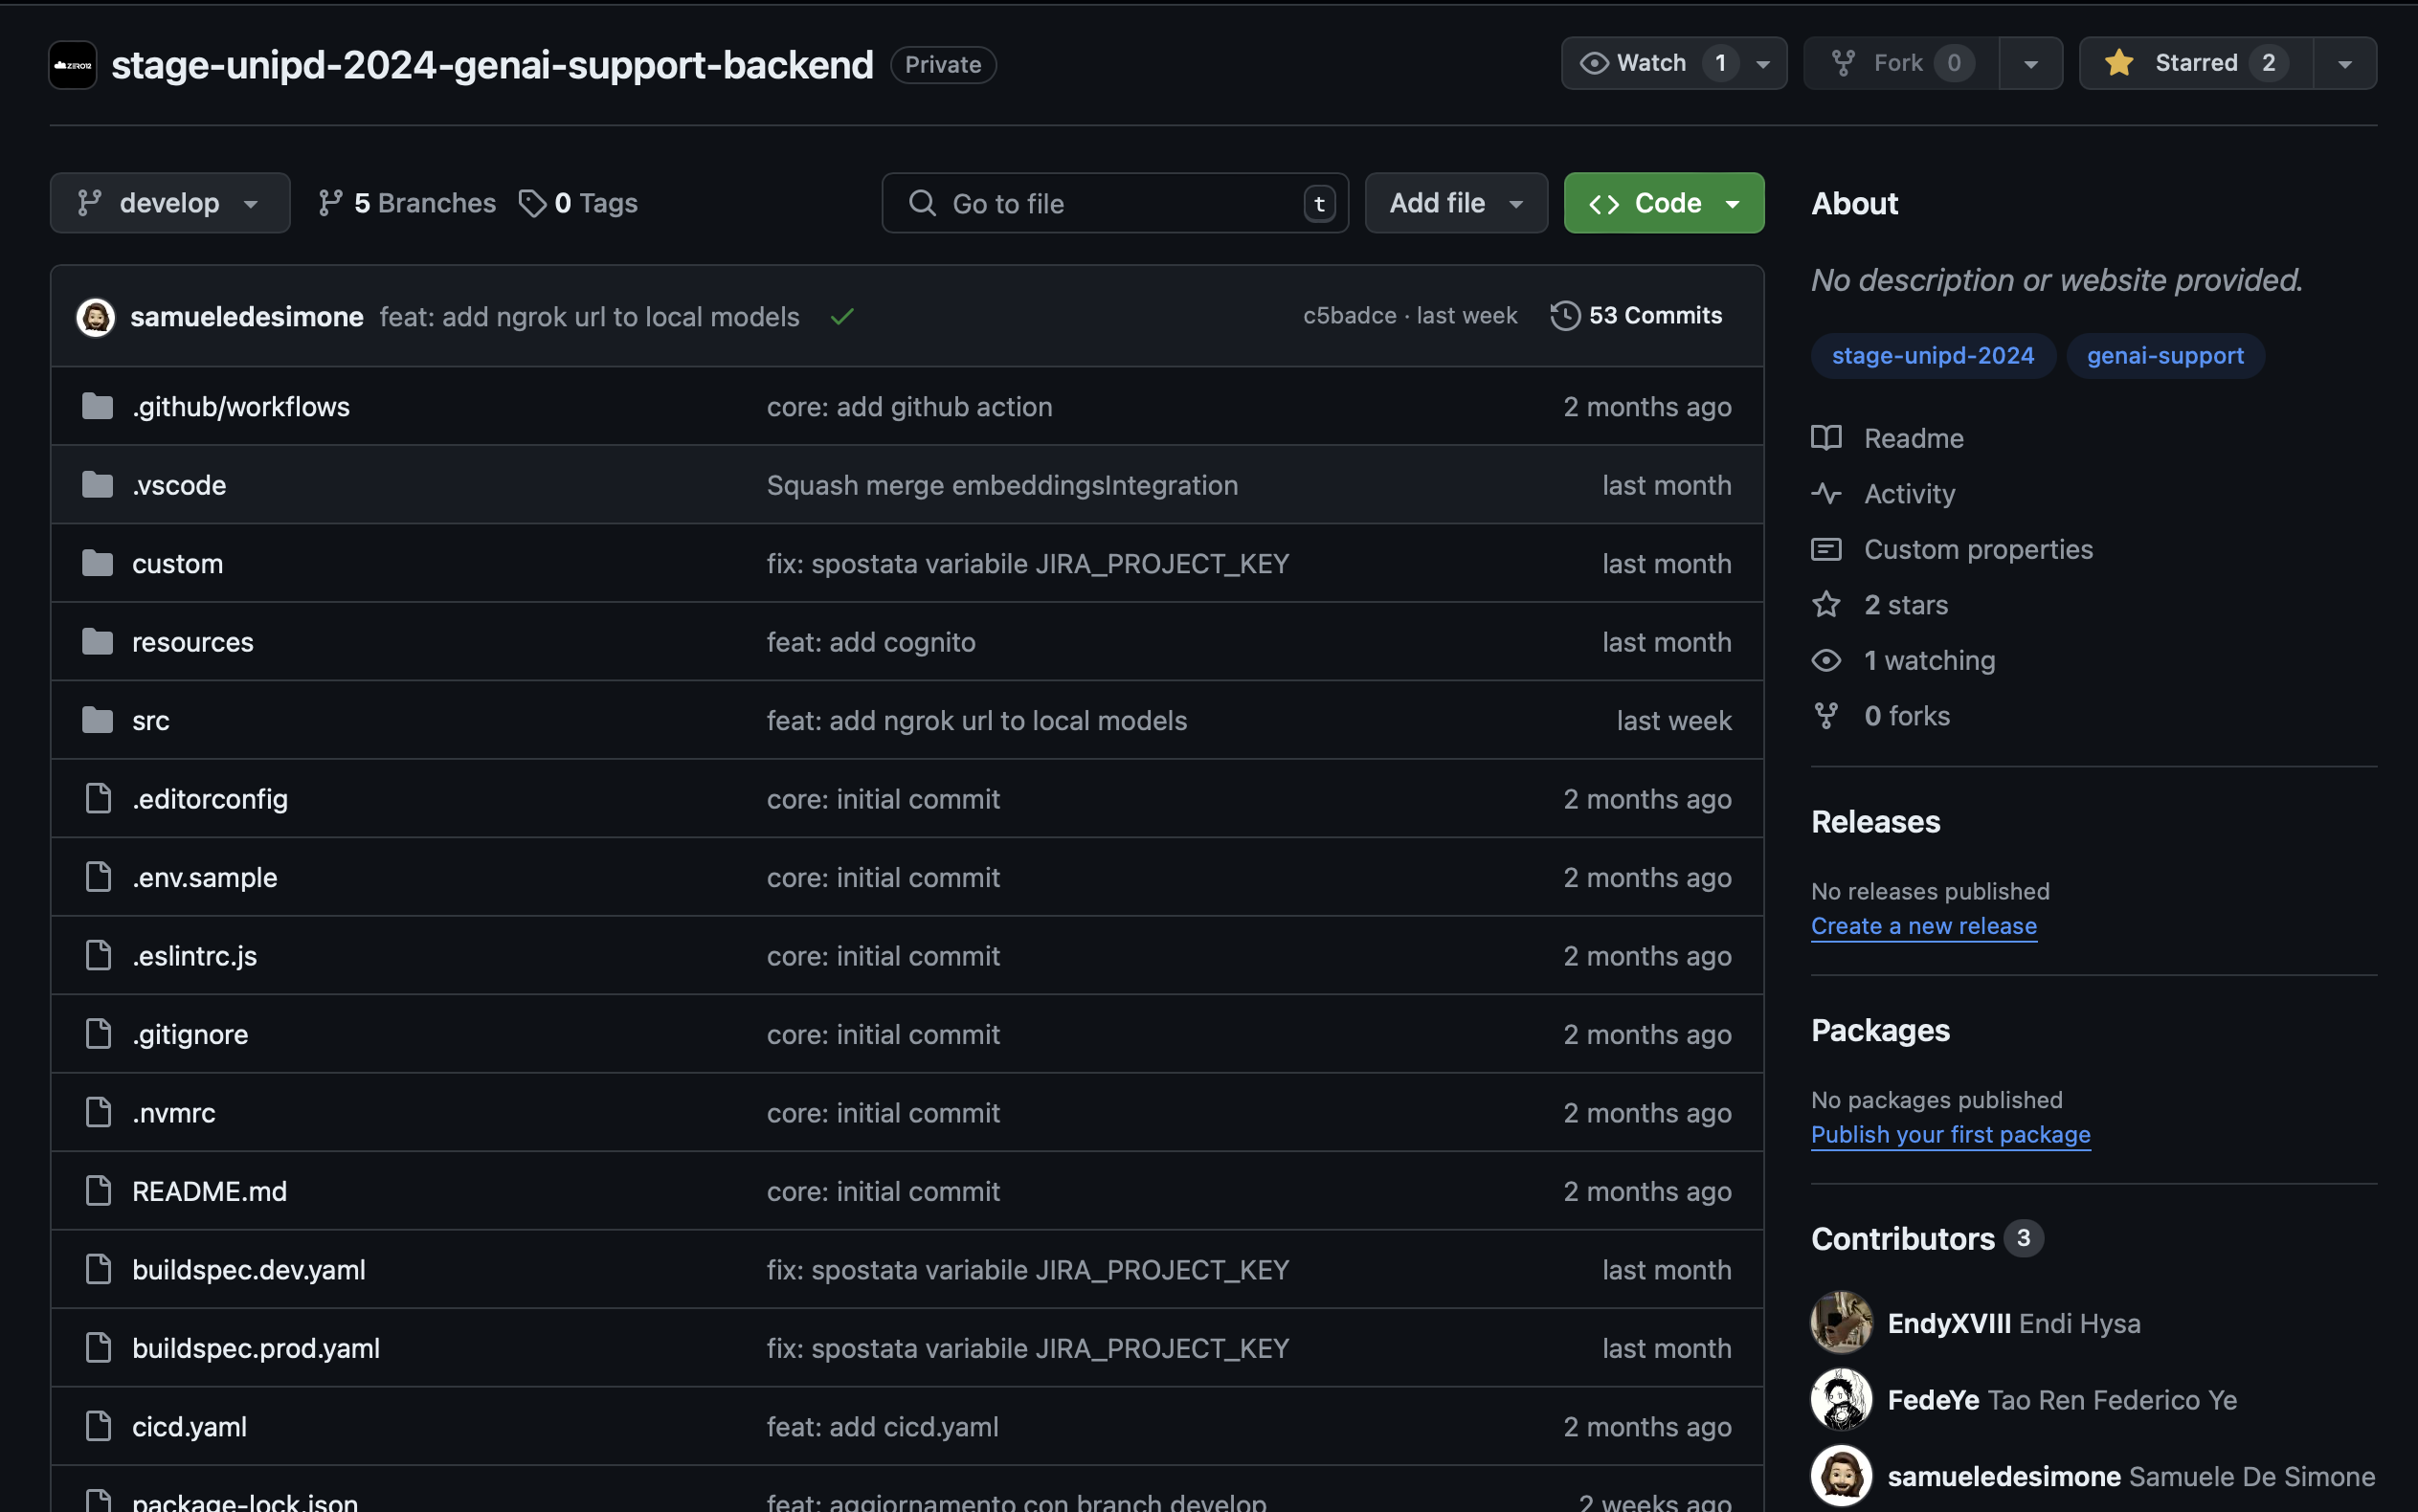 ZERO12
stage-unipd-2024-genai-support-backend
Private
Watch 1
Fork 0
Starred 2
develop
5 Branches
0 Tags
Go to file
t
Add file
Code
samueledesimone feat: add ngrok url to local models
c5badce · last week
53 Commits
.github/workflows core: add github action 2 months ago
.vscode Squash merge embeddingsIntegration last month
custom fix: spostata variabile JIRA_PROJECT_KEY last month
resources feat: add cognito last month
src feat: add ngrok url to local models last week
.editorconfig core: initial commit 2 months ago
.env.sample core: initial commit 2 months ago
.eslintrc.js core: initial commit 2 months ago
.gitignore core: initial commit 2 months ago
.nvmrc core: initial commit 2 months ago
README.md core: initial commit 2 months ago
buildspec.dev.yaml fix: spostata variabile JIRA_PROJECT_KEY last month
buildspec.prod.yaml fix: spostata variabile JIRA_PROJECT_KEY last month
cicd.yaml feat: add cicd.yaml 2 months ago
package-lock.json feat: aggiornamento con branch develop 2 weeks ago
About
No description or website provided.
stage-unipd-2024 genai-support
Readme
Activity
Custom properties
2 stars
1 watching
0 forks
Releases
No releases published
Create a new release
Packages
No packages published
Publish your first package
Contributors 3
EndyXVIII Endi Hysa
FedeYe Tao Ren Federico Ye
samueledesimone Samuele De Simone